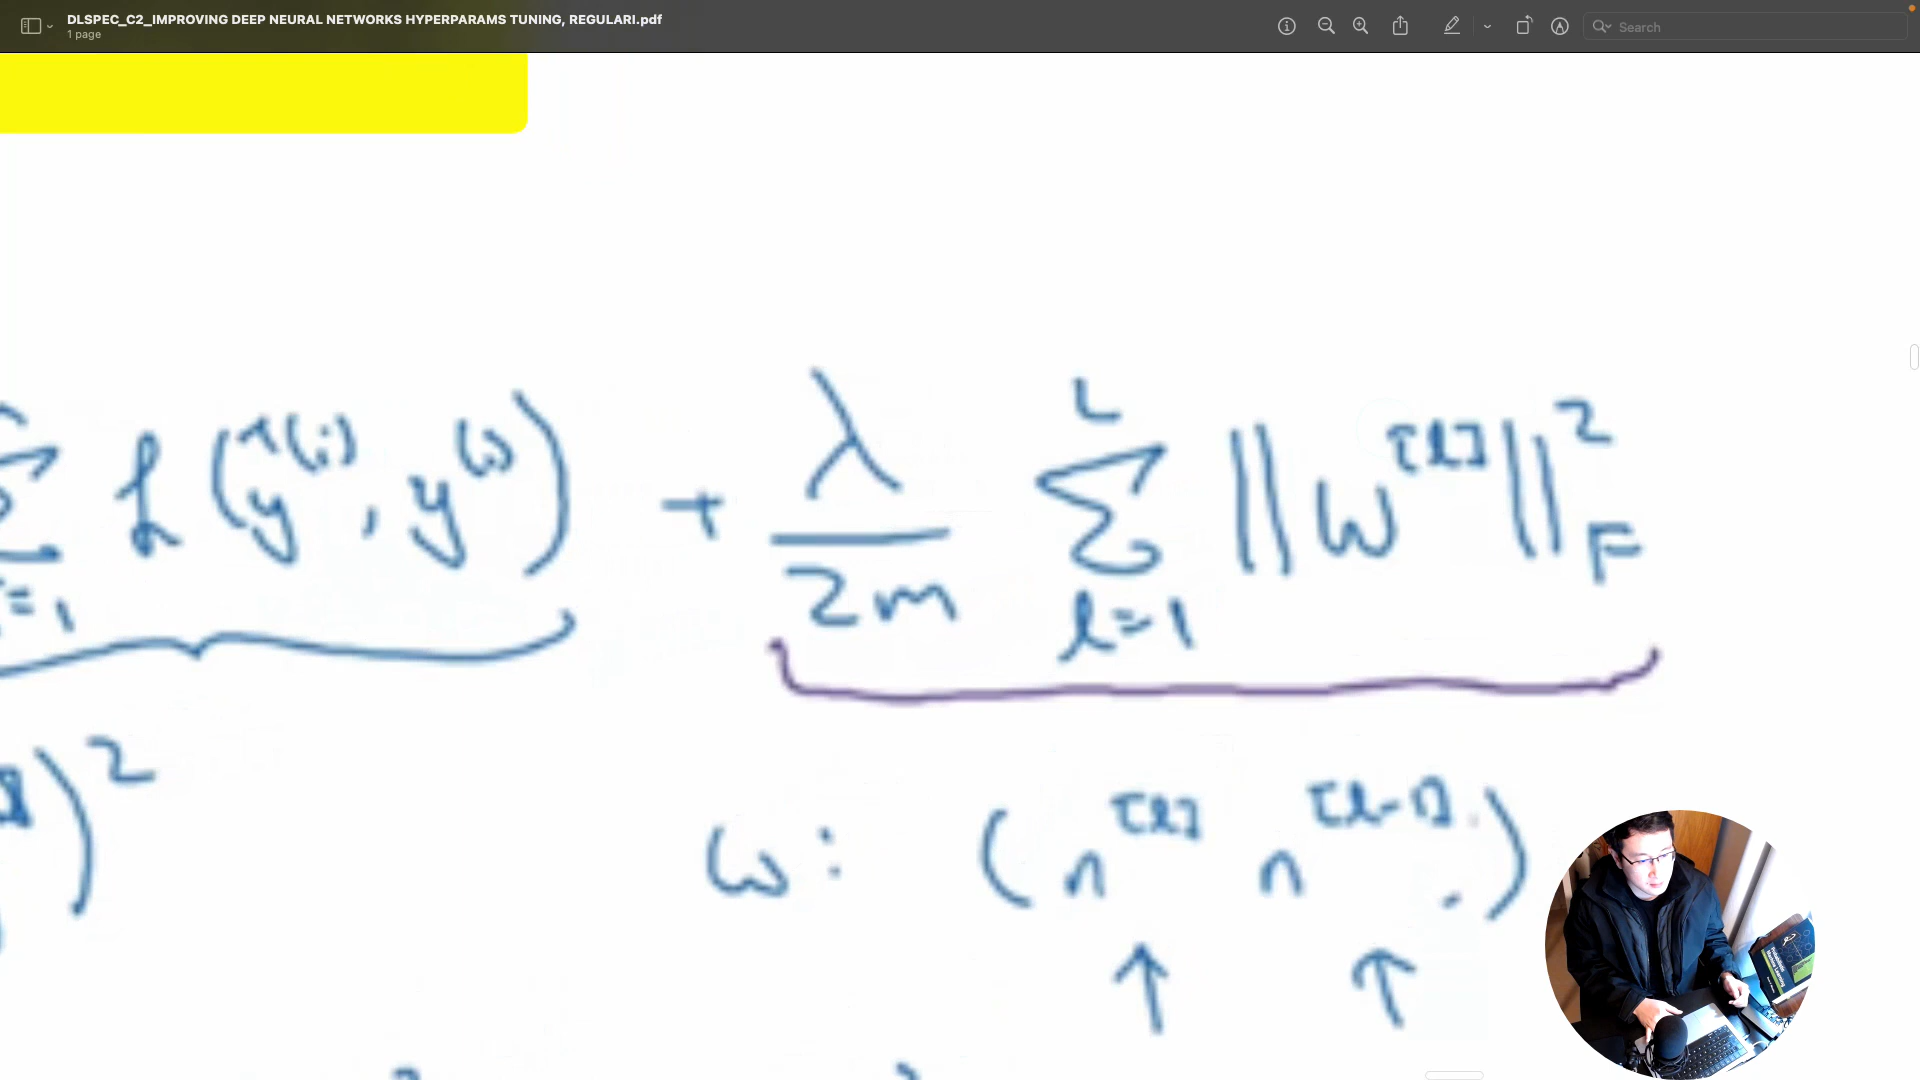 DLSPEC_C2_IMPROVING DEEP NEURAL NETWORKS HYPERPARAMS TUNING, REGULARI.pdf
1 page
Search
ℒ(ŷ^(i), y^(i)) + λ/2m Σ_{l=1}^{L} ||w^[l]||²_F
= 1
)²
w: (n^[l] n^[l-1])
↑ ↑